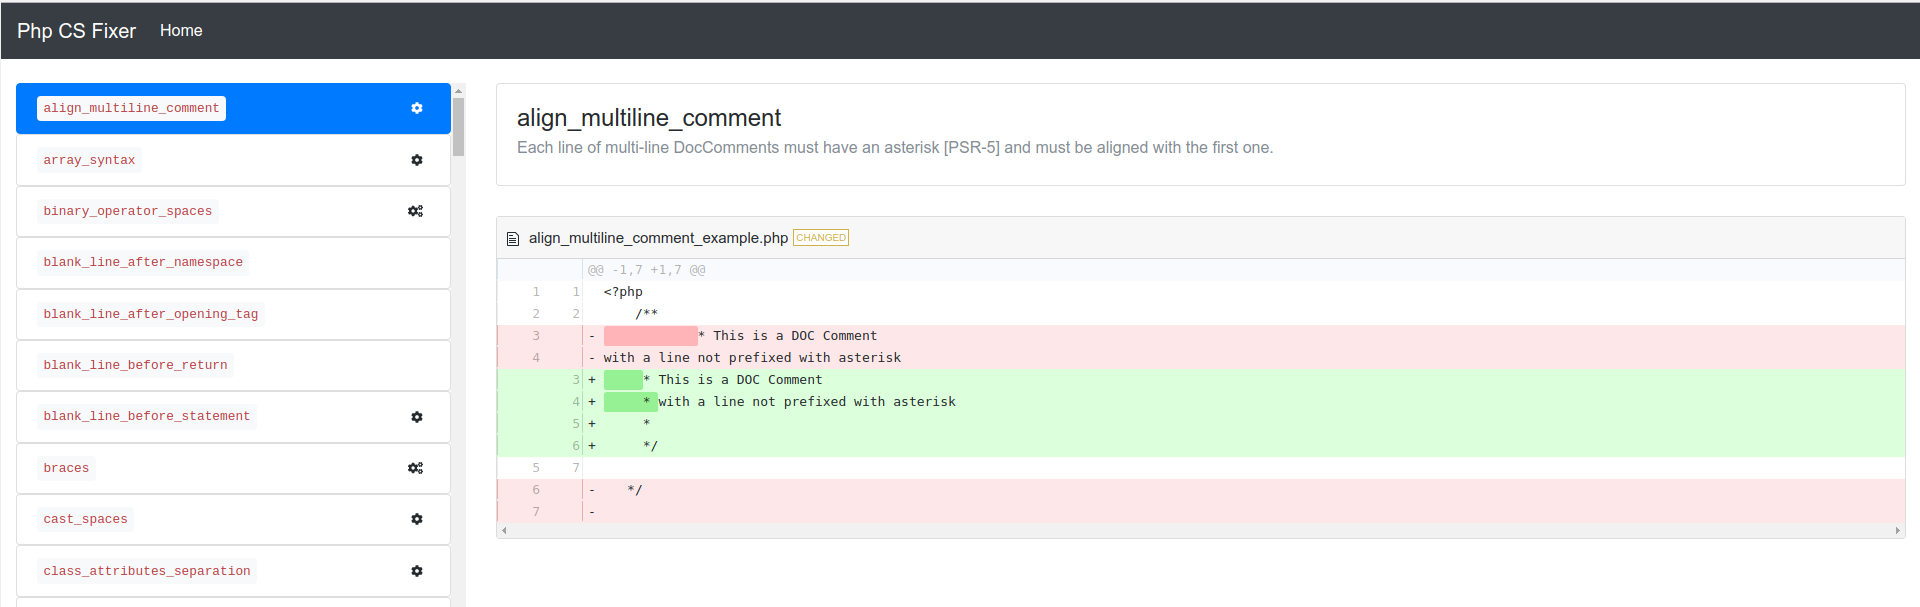 Php CS Fixer Home
align_multiline_comment
array_syntax
binary_operator_spaces
blank_line_after_namespace
blank_line_after_opening_tag
blank_line_before_return
blank_line_before_statement
braces
cast_spaces
class_attributes_separation
align_multiline_comment
Each line of multi-line DocComments must have an asterisk [PSR-5] and must be aligned with the first one.
align_multiline_comment_example.php CHANGED
@@ -1,7 +1,7 @@
1 1 <?php
2 2 /**
3 - * This is a DOC Comment
4 - with a line not prefixed with asterisk
3 + * This is a DOC Comment
4 + * with a line not prefixed with asterisk
5 + *
6 + */
5 7
6 - */
7 -